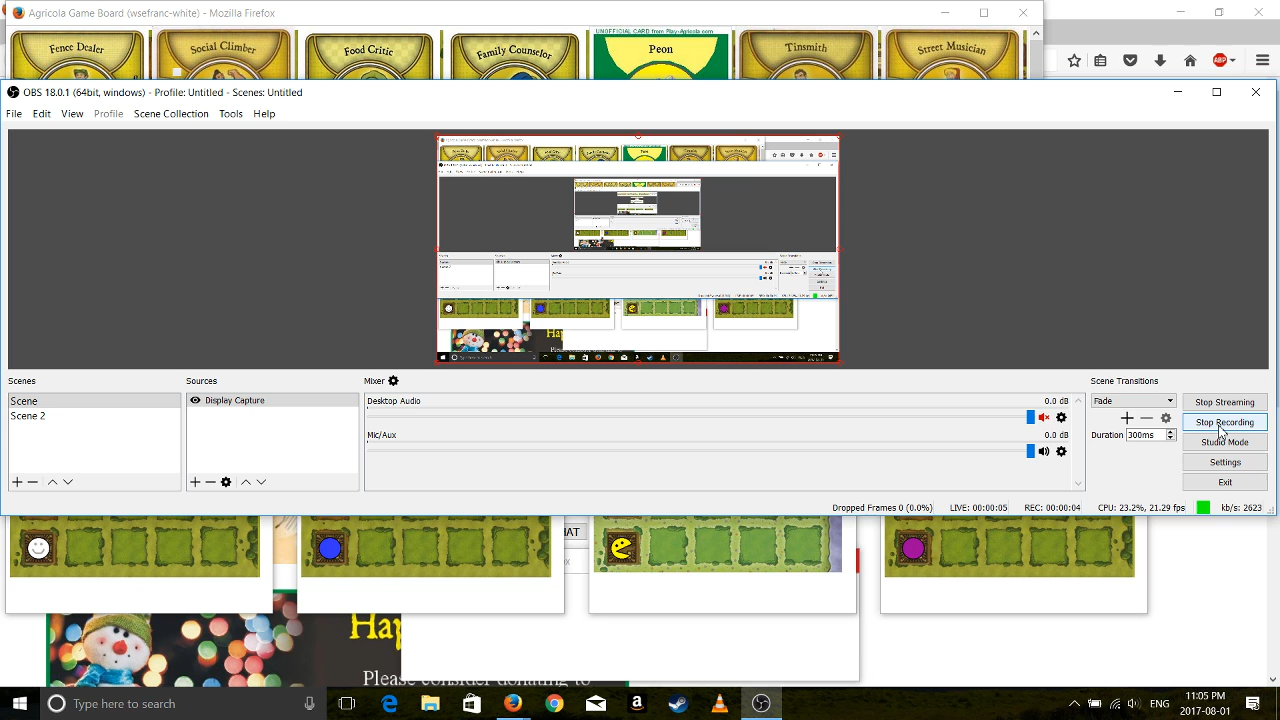 Agricola Game Board (wsefranc-white) - Mozilla Firefox
Fence Dealer
Social Climber
Food Critic
Family Counselor
UNOFFICIAL CARD from Play-Agricola.com
Peon
Tinsmith
Street Musician
ABP
OBS 18.0.1 (64bit, windows) - Profile: Untitled - Scenes: Untitled
File Edit View Profile Scene Collection Tools Help
Scenes
Sources
Mixer
Scene Transitions
Scene
Scene 2
Display Capture
Desktop Audio
0.0 dB
Mic/Aux
0.0 dB
Fade
Duration 300ms
Stop Streaming
Stop Recording
Studio Mode
Settings
Exit
Dropped Frames 0 (0.0%)
LIVE: 00:00:05
REC: 00:00:04
CPU: 23.2%, 21.29 fps
kb/s: 2623
HAT
Please consider donating to
Type here to search
ENG
11:05 PM
2017-08-01